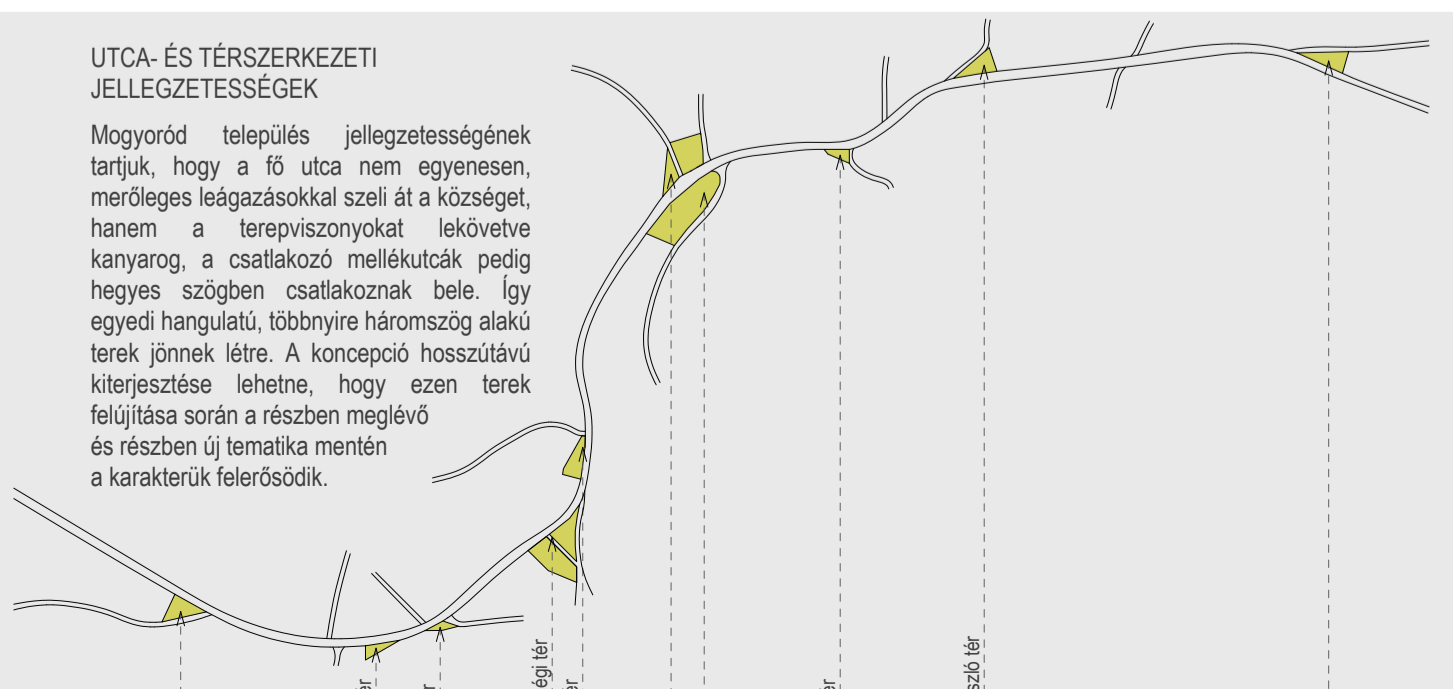 UTCA- ÉS TÉRSZERKEZETI
JELLEGZETESSÉGEK
Mogyoród település jellegzetességének
tartjuk, hogy a fő utca nem egyenesen,
merőleges leágazásokkal szeli át a községet,
hanem a terepviszonyokat lekövetve
kanyarog, a csatlakozó mellékutcák pedig
hegyes szögben csatlakoznak bele. Így
egyedi hangulatú, többnyire háromszög alakú
terek jönnek létre. A koncepció hosszútávú
kiterjesztése lehetne, hogy ezen terek
felújítása során a részben meglévő
és részben új tematika mentén
a karakterük felerősödik.
tér
tér